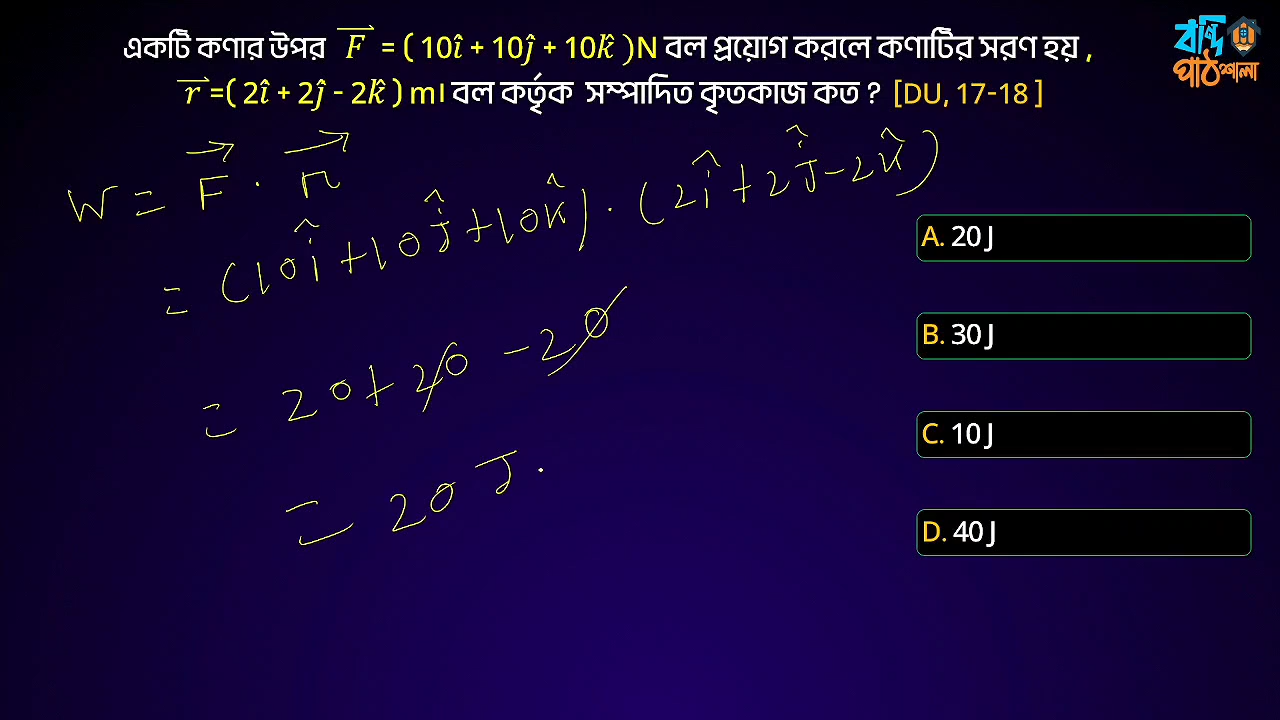 একটি কণার উপর F = ( 10î + 10ĵ + 10k̂ )N বল প্রয়োগ করলে কণাটির সরণ হয় ,
r =( 2î + 2ĵ - 2k̂ ) m। বল কর্তৃক সম্পাদিত কৃতকাজ কত ? [DU, 17-18 ]
বন্দি
পাঠশালা
W = F · r
= (10î + 10ĵ + 10k̂) · (2î + 2ĵ - 2k̂)
= 20 + 20 - 20
= 20 J.
A. 20 J
B. 30 J
C. 10 J
D. 40 J